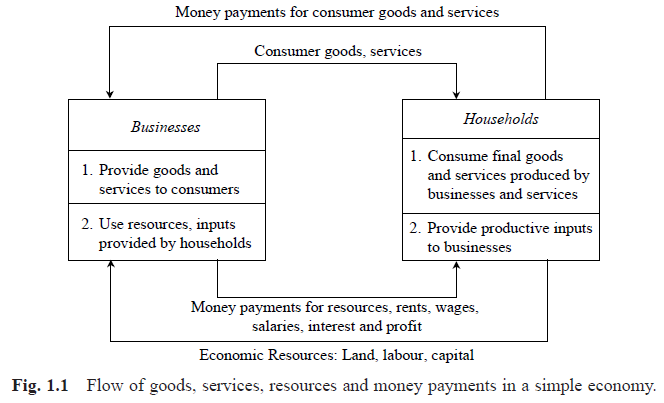 Money payments for consumer goods and services
Consumer goods, services
Businesses
1. Provide goods and
services to consumers
2. Use resources, inputs
provided by households
Households
1. Consume final goods
and services produced by
businesses and services
2. Provide productive inputs
to businesses
Money payments for resources, rents, wages,
salaries, interest and profit
Economic Resources: Land, labour, capital
Fig. 1.1 Flow of goods, services, resources and money payments in a simple economy.